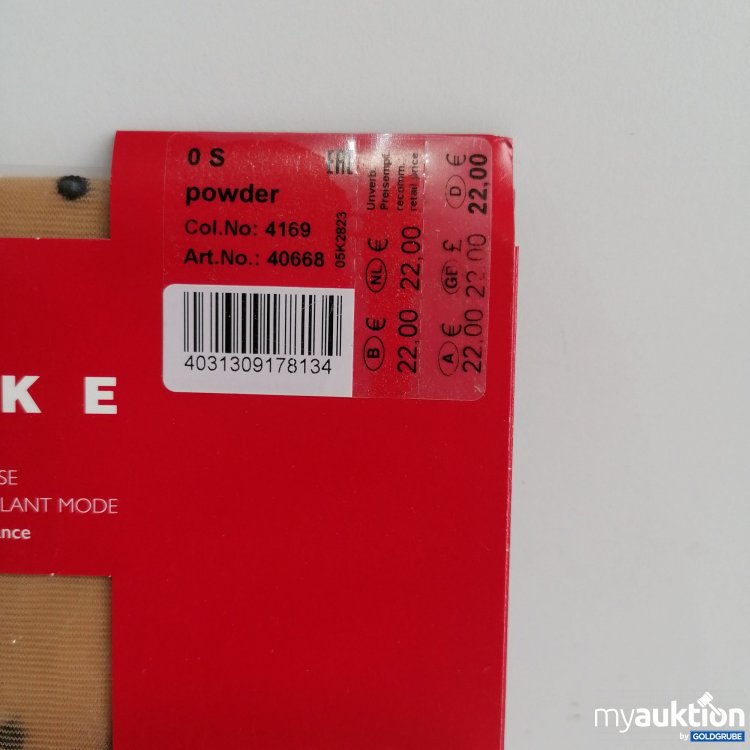 0 S
powder
Col.No: 4169
Art.No.: 40668
05K2823
EAC
Unverb.
Preisempf.
recomm.
retail price
D €
22,00
NL €
22,00
GB £
22,00
B €
22,00
A €
22,00
4031309178134
K E
SE
LANT MODE
nce
myauktion
by GOLDGRUBE